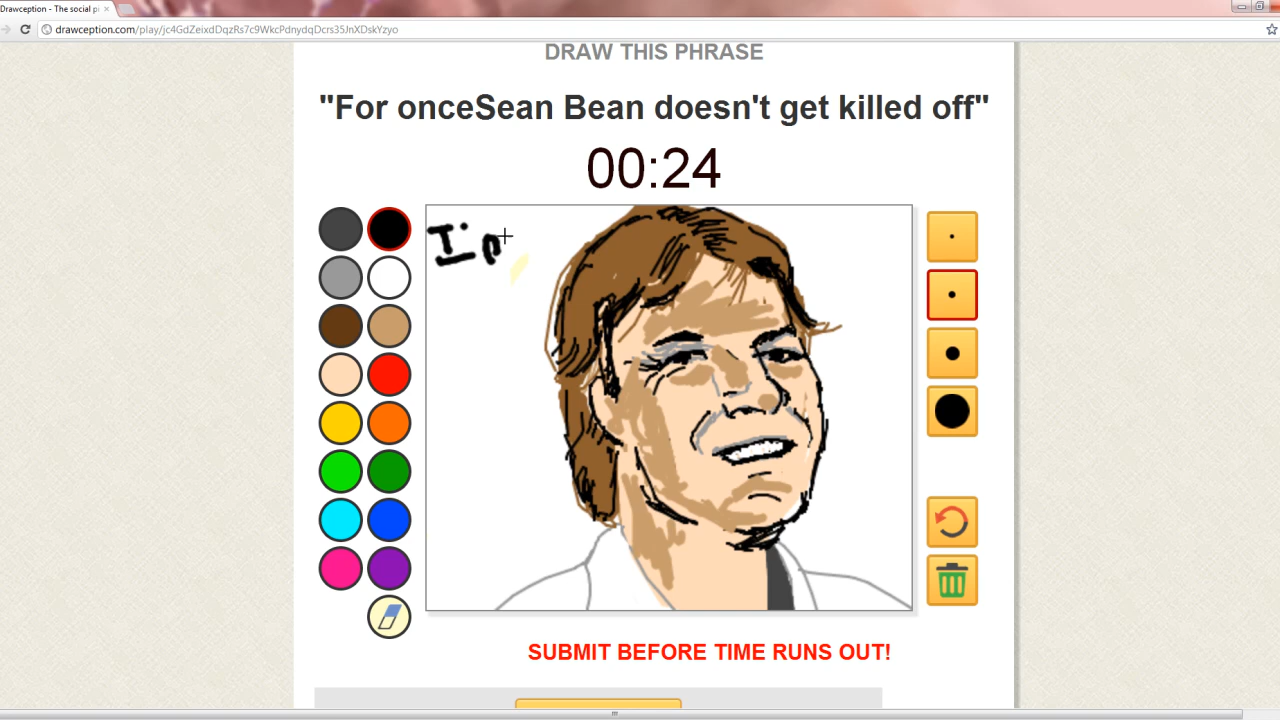 Drawception - The social p
drawception.com/play/jc4GdZeixdDqzRs7c9WkcPdnydqDcrs35JnXDskYzyo
DRAW THIS PHRASE
"For onceSean Bean doesn't get killed off"
00:24
SUBMIT BEFORE TIME RUNS OUT!